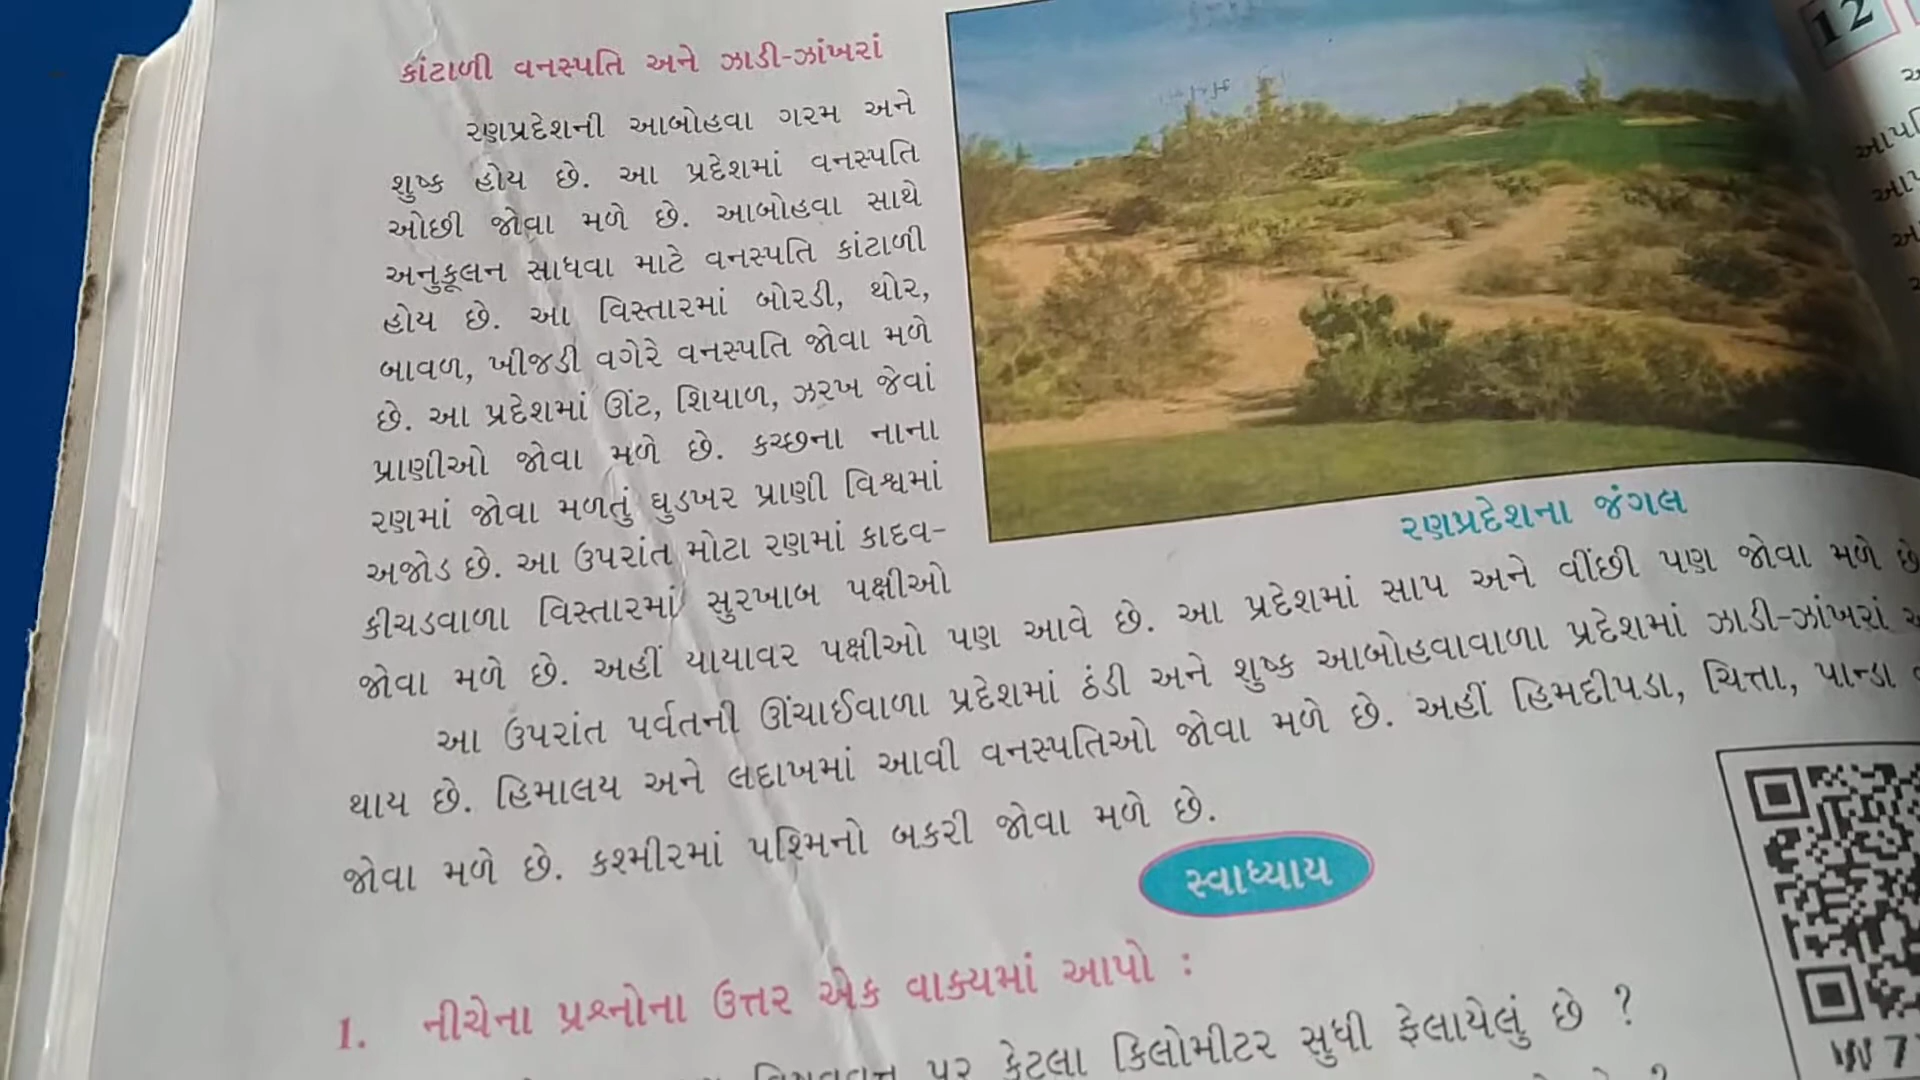 કાંટાળી વનસ્પતિ અને ઝાડી-ઝાંખરાં
રણપ્રદેશની આબોહવા ગરમ અને
શુષ્ક હોય છે. આ પ્રદેશમાં વનસ્પતિ
ઓછી જોવા મળે છે. આબોહવા સાથે
અનુકૂલન સાધવા માટે વનસ્પતિ કાંટાળી
હોય છે. આ વિસ્તારમાં બોરડી, થોર,
બાવળ, ખીજડી વગેરે વનસ્પતિ જોવા મળે
છે. આ પ્રદેશમાં ઊંટ, શિયાળ, ઝરખ જેવાં
પ્રાણીઓ જોવા મળે છે. કચ્છના નાના
રણમાં જોવા મળતું ઘુડખર પ્રાણી વિશ્વમાં
અજોડ છે. આ ઉપરાંત મોટા રણમાં કાદવ-
કીચડવાળા વિસ્તારમાં સુરખાબ પક્ષીઓ
જોવા મળે છે. અહીં યાયાવર પક્ષીઓ પણ આવે છે. આ પ્રદેશમાં સાપ અને વીંછી પણ જોવા મળે છે
રણપ્રદેશના જંગલ
આ ઉપરાંત પર્વતની ઊંચાઈવાળા પ્રદેશમાં ઠંડી અને શુષ્ક આબોહવાવાળા પ્રદેશમાં ઝાડી-ઝાંખરાં
થાય છે. હિમાલય અને લદ્દાખમાં આવી વનસ્પતિઓ જોવા મળે છે. અહીં હિમદીપડા, ચિત્તા, પાન્ડા
જોવા મળે છે. કશ્મીરમાં પશ્મિનો બકરી જોવા મળે છે.
સ્વાધ્યાય
1. નીચેના પ્રશ્નોના ઉત્તર એક વાક્યમાં આપો :
પર કેટલા કિલોમીટર સુધી ફેલાયેલું છે ?
12